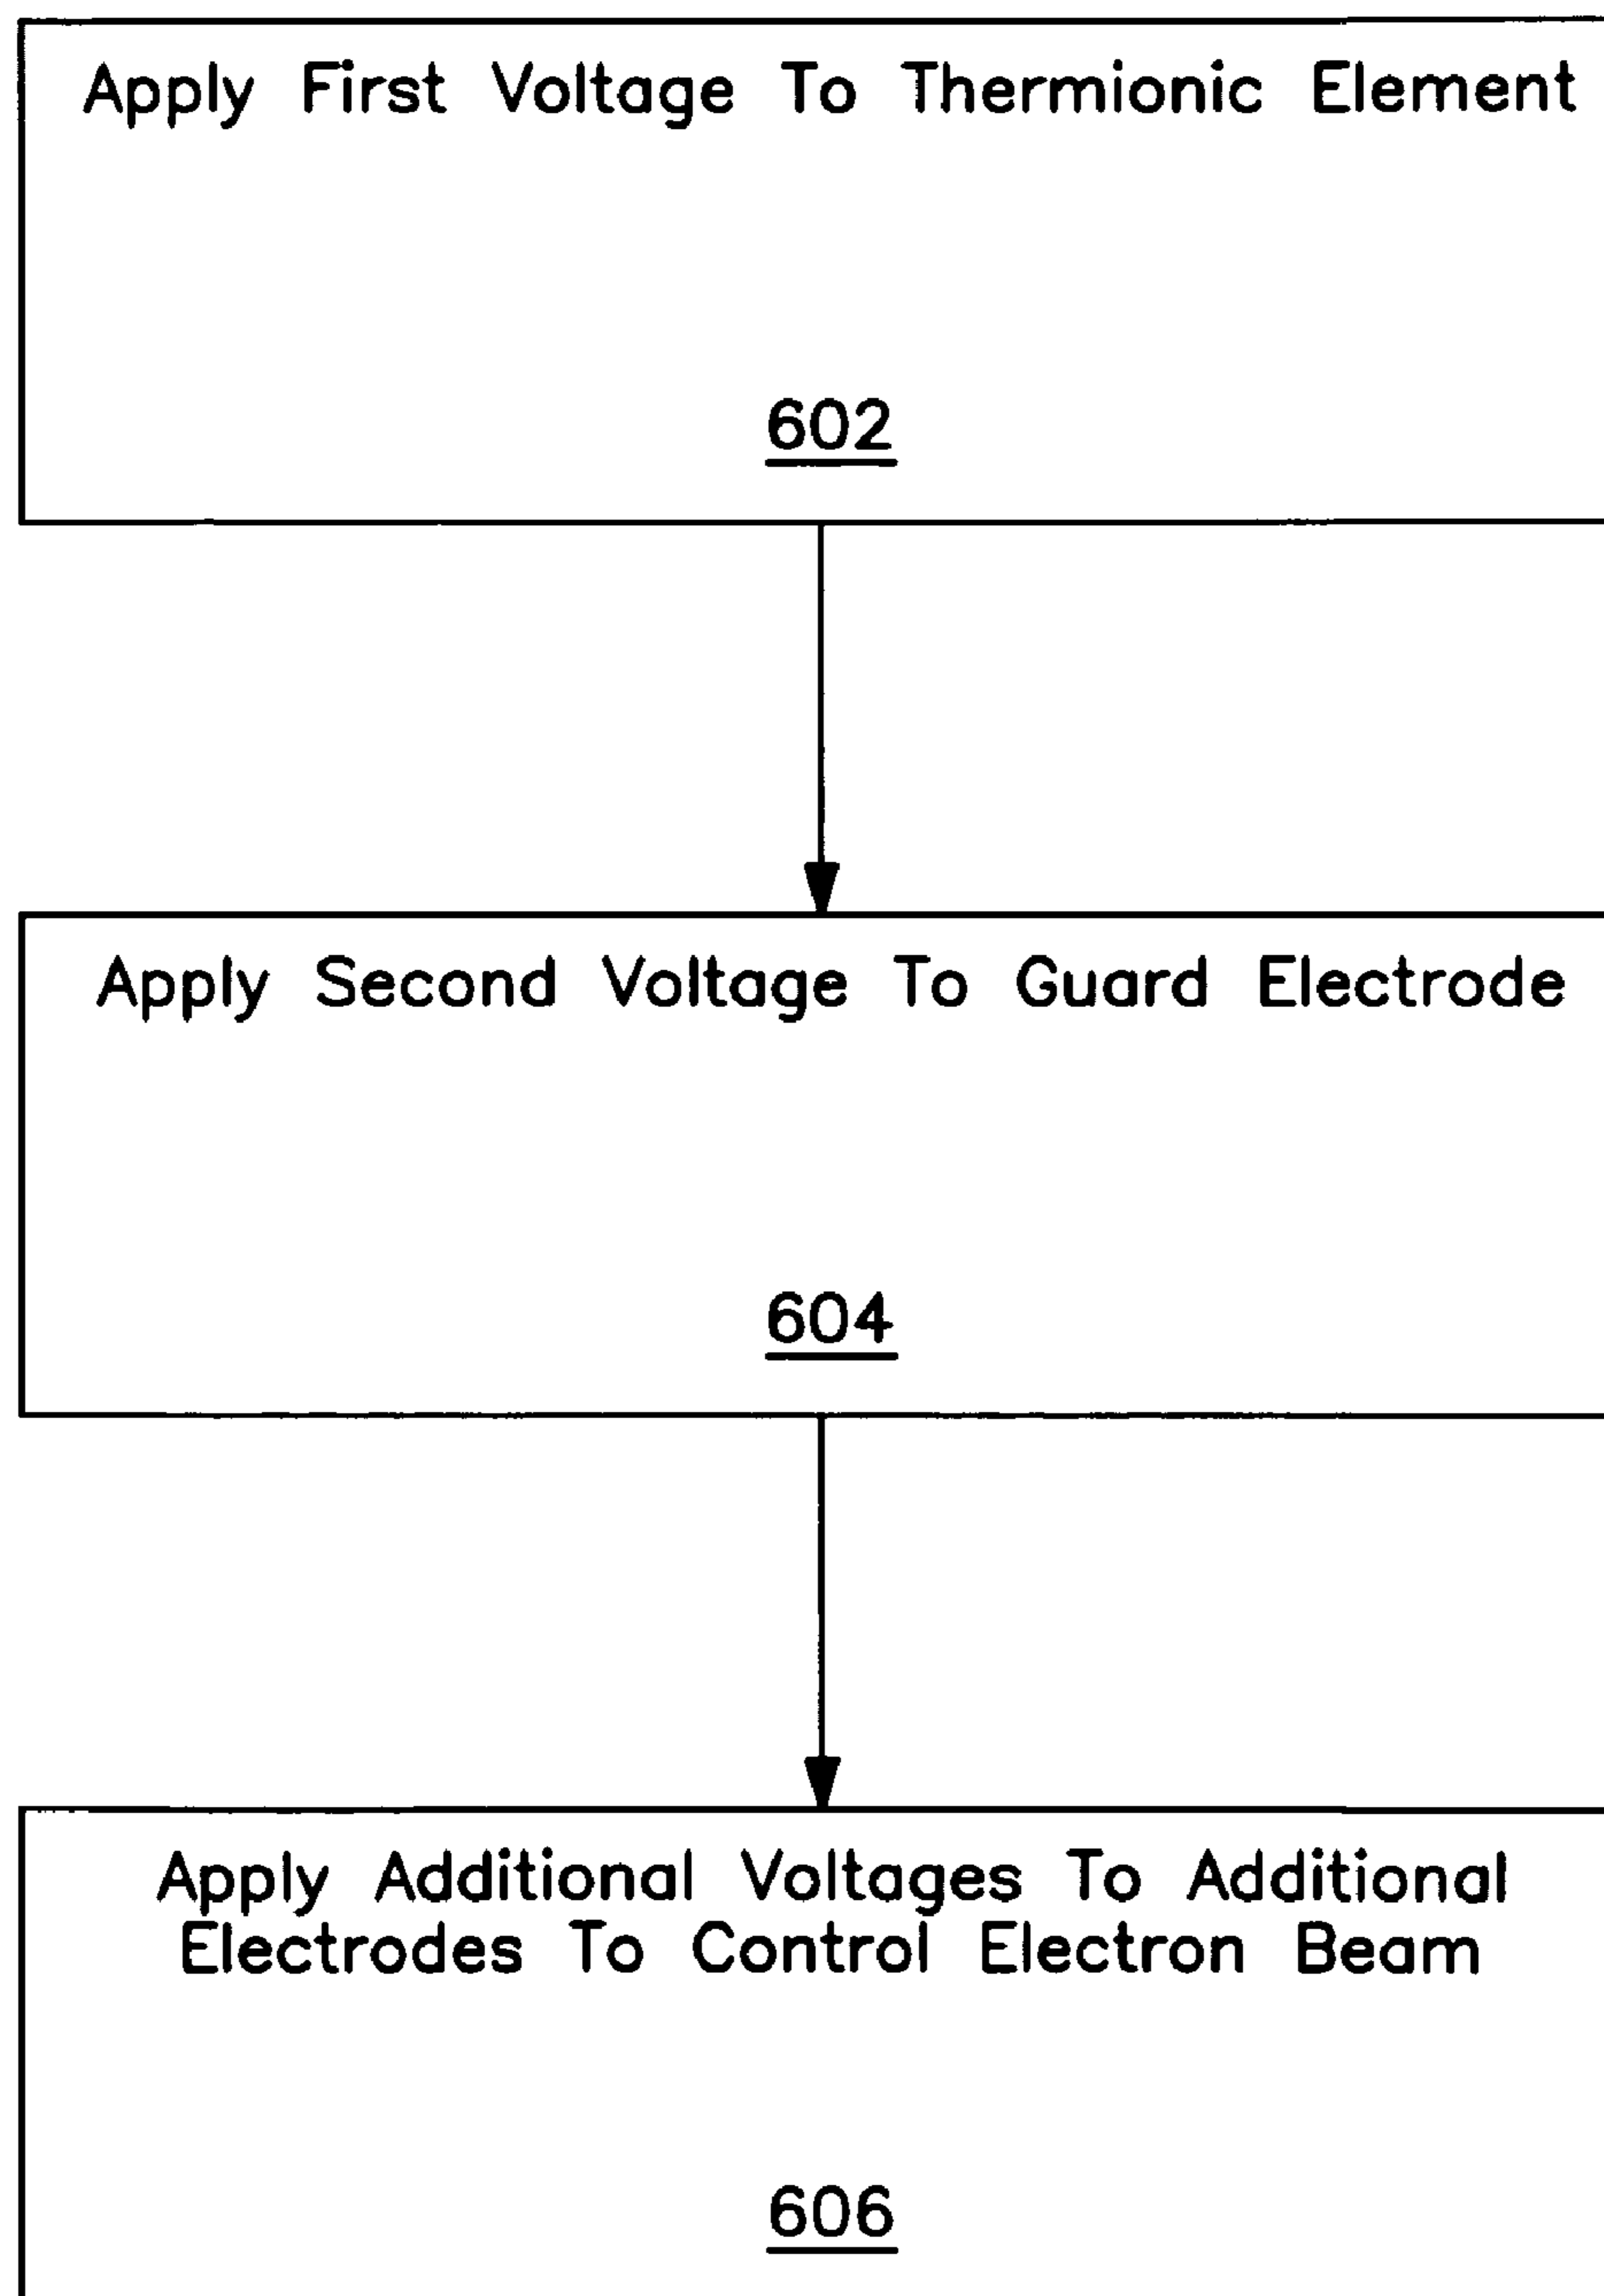 Apply First Voltage To Thermionic Element
602
Apply Second Voltage To Guard Electrode
604
Apply Additional Voltages To Additional
Electrodes To Control Electron Beam
606